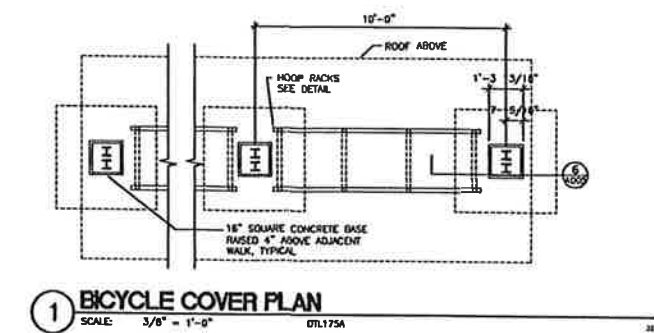 10'-0"
ROOF ABOVE
HOOP RACKS
SEE DETAIL
1'-3 3/16"
7 5/16"
6
16" SQUARE CONCRETE BASE
RAISED 4" ABOVE ADJACENT
WALK, TYPICAL
1 BICYCLE COVER PLAN
SCALE: 3/8" = 1'-0" DTL175A